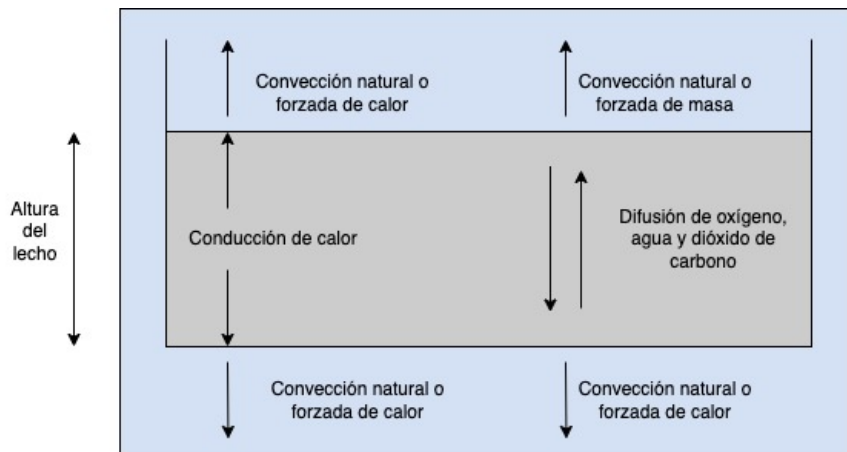 Convección natural o
forzada de calor
Convección natural o
forzada de masa
Altura
del
lecho
Conducción de calor
Difusión de oxígeno,
agua y dióxido de
carbono
Convección natural o
forzada de calor
Convección natural o
forzada de calor